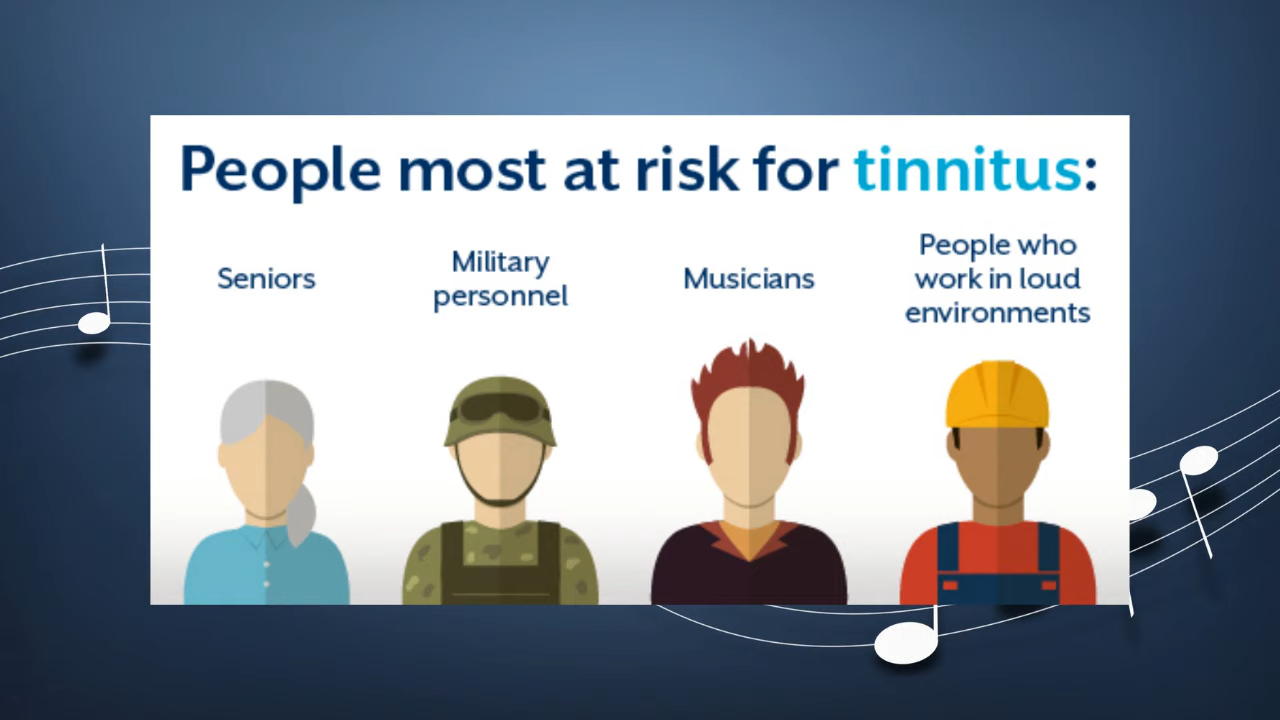 People most at risk for tinnitus:
Seniors
Military
personnel
Musicians
People who
work in loud
environments